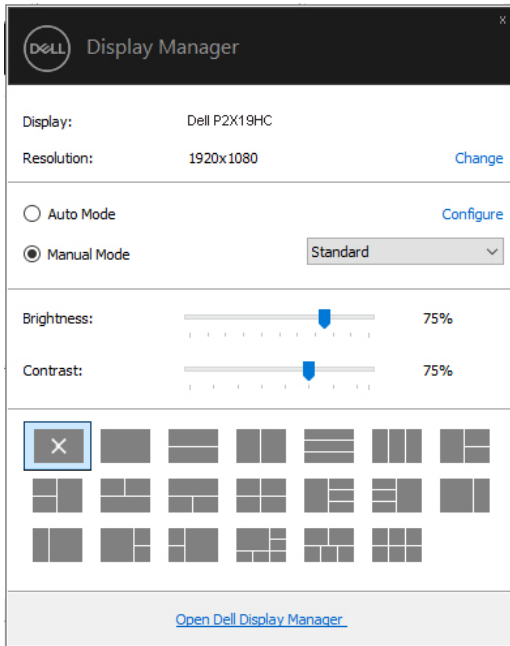 x
DELL Display Manager
Display: Dell P2X19HC
Resolution: 1920x1080 Change
Auto Mode Configure
Manual Mode Standard
Brightness: 75%
Contrast: 75%
Open Dell Display Manager